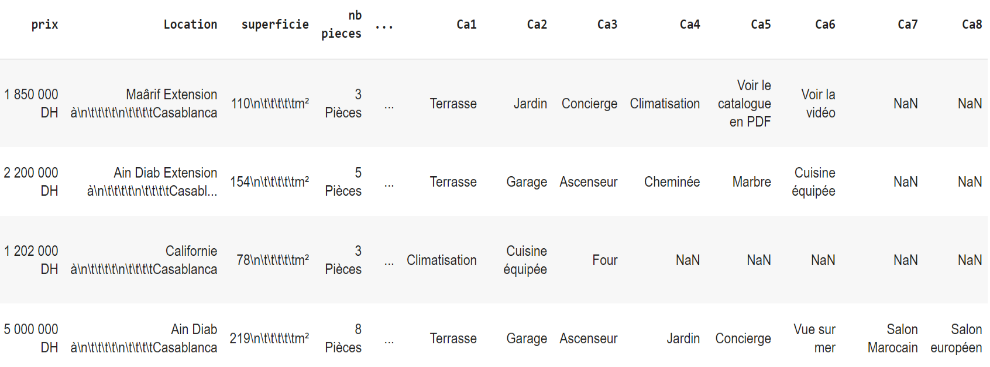 prix Location superficie nb pieces ... Ca1 Ca2 Ca3 Ca4 Ca5 Ca6 Ca7 Ca8
1 850 000 DH Maârif Extension à\n\t\t\t\t\n\t\t\t\tCasablanca 110\n\t\t\t\t\tm² 3 Pièces ... Terrasse Jardin Concierge Climatisation Voir le catalogue en PDF Voir la vidéo NaN NaN
2 200 000 DH Ain Diab Extension à\n\t\t\t\t\n\t\t\t\tCasabl... 154\n\t\t\t\t\tm² 5 Pièces ... Terrasse Garage Ascenseur Cheminée Marbre Cuisine équipée NaN NaN
1 202 000 DH Californie à\n\t\t\t\t\n\t\t\t\tCasablanca 78\n\t\t\t\t\tm² 3 Pièces ... Climatisation Cuisine équipée Four NaN NaN NaN NaN NaN
5 000 000 DH Ain Diab à\n\t\t\t\t\n\t\t\t\tCasablanca 219\n\t\t\t\t\tm² 8 Pièces ... Terrasse Garage Ascenseur Jardin Concierge Vue sur mer Salon Marocain Salon européen